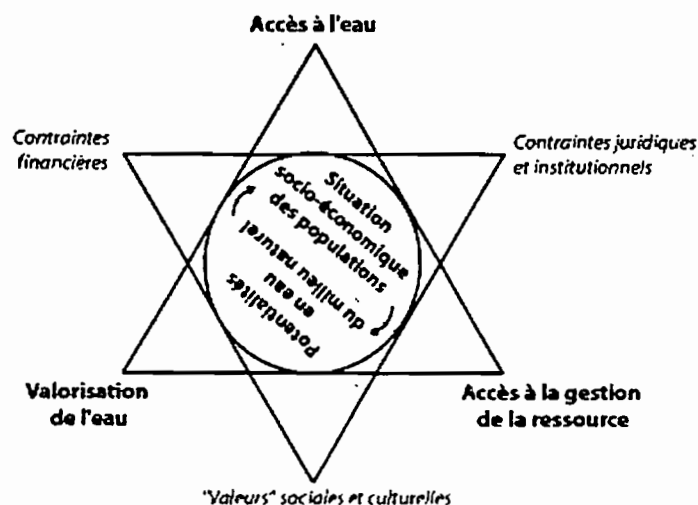 Accès à l'eau
Contraintes
financières
Contraintes juridiques
et institutionnels
Situation
socio-économique
des populations
Potentialités
en eau
du milieu naturel
Valorisation
de l'eau
Accès à la gestion
de la ressource
"Valeurs" sociales et culturelles